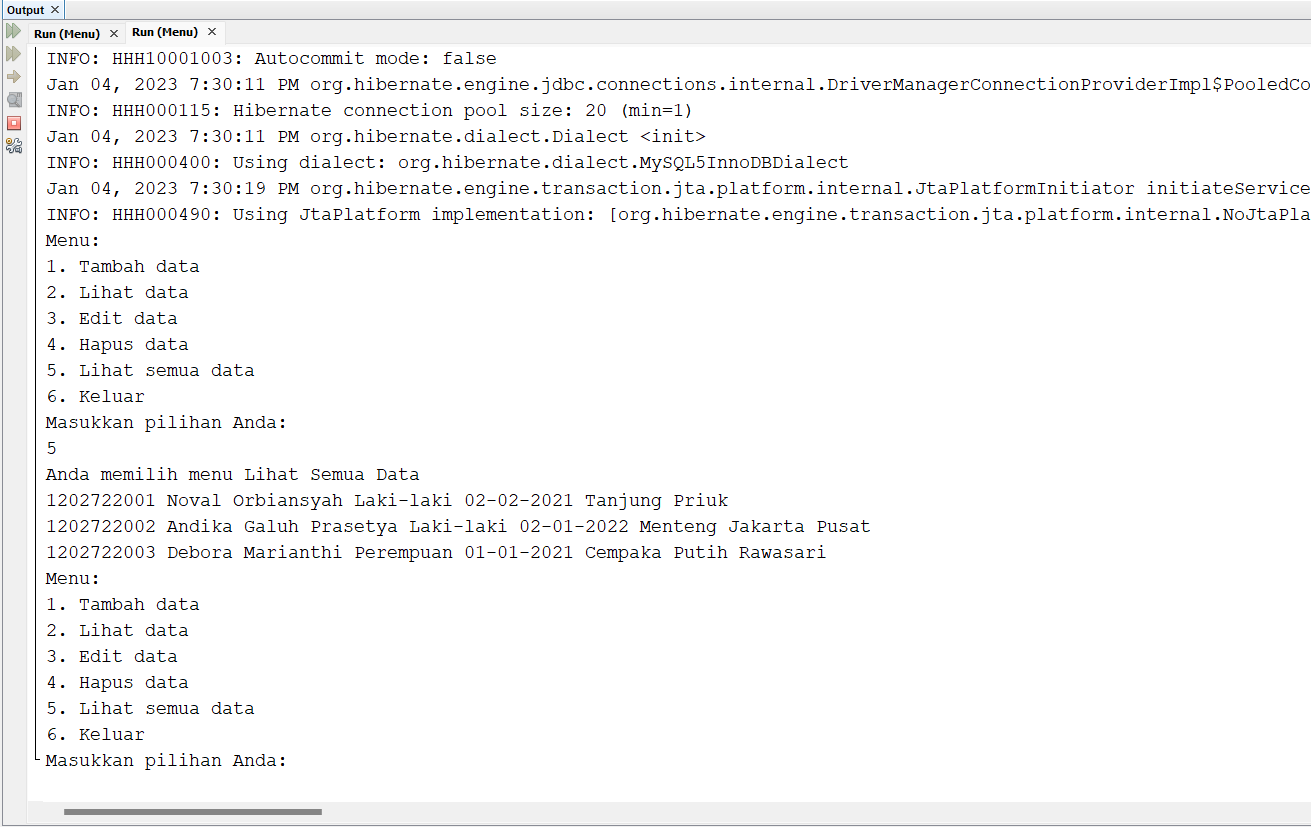 Output
Run (Menu) Run (Menu)
INFO: HHH10001003: Autocommit mode: false
Jan 04, 2023 7:30:11 PM org.hibernate.engine.jdbc.connections.internal.DriverManagerConnectionProviderImpl$PooledCo
INFO: HHH000115: Hibernate connection pool size: 20 (min=1)
Jan 04, 2023 7:30:11 PM org.hibernate.dialect.Dialect <init>
INFO: HHH000400: Using dialect: org.hibernate.dialect.MySQL5InnoDBDialect
Jan 04, 2023 7:30:19 PM org.hibernate.engine.transaction.jta.platform.internal.JtaPlatformInitiator initiateService
INFO: HHH000490: Using JtaPlatform implementation: [org.hibernate.engine.transaction.jta.platform.internal.NoJtaPla
Menu:
1. Tambah data
2. Lihat data
3. Edit data
4. Hapus data
5. Lihat semua data
6. Keluar
Masukkan pilihan Anda:
5
Anda memilih menu Lihat Semua Data
1202722001 Noval Orbiansyah Laki-laki 02-02-2021 Tanjung Priuk
1202722002 Andika Galuh Prasetya Laki-laki 02-01-2022 Menteng Jakarta Pusat
1202722003 Debora Marianthi Perempuan 01-01-2021 Cempaka Putih Rawasari
Menu:
1. Tambah data
2. Lihat data
3. Edit data
4. Hapus data
5. Lihat semua data
6. Keluar
Masukkan pilihan Anda: